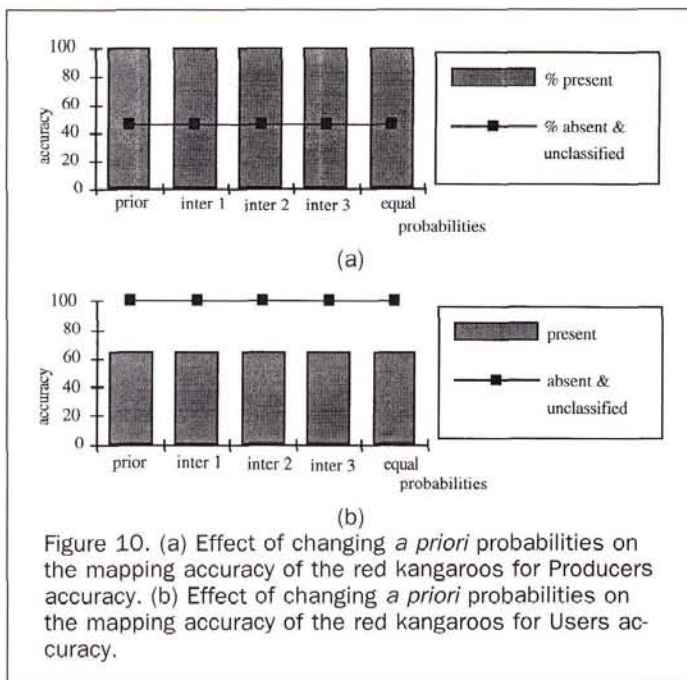 100
80
60
40
20
0
accuracy
prior inter 1 inter 2 inter 3 equal
probabilities
% present
% absent &
unclassified
(a)
100
80
60
40
20
0
accuracy
prior inter 1 inter 2 inter 3 equal
probabilities
present
absent &
unclassified
(b)
Figure 10. (a) Effect of changing a priori probabilities on
the mapping accuracy of the red kangaroos for Producers
accuracy. (b) Effect of changing a priori probabilities on
the mapping accuracy of the red kangaroos for Users ac-
curacy.